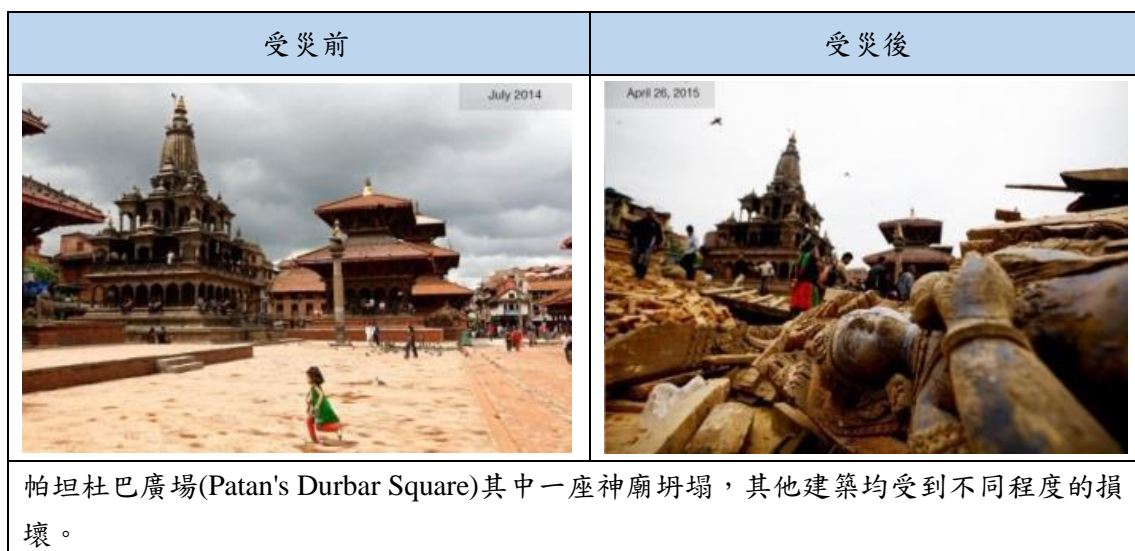 受災前
受災後
July 2014
April 26, 2015
帕坦杜巴廣場(Patan's Durbar Square)其中一座神廟坍塌，其他建築均受到不同程度的損
壞。